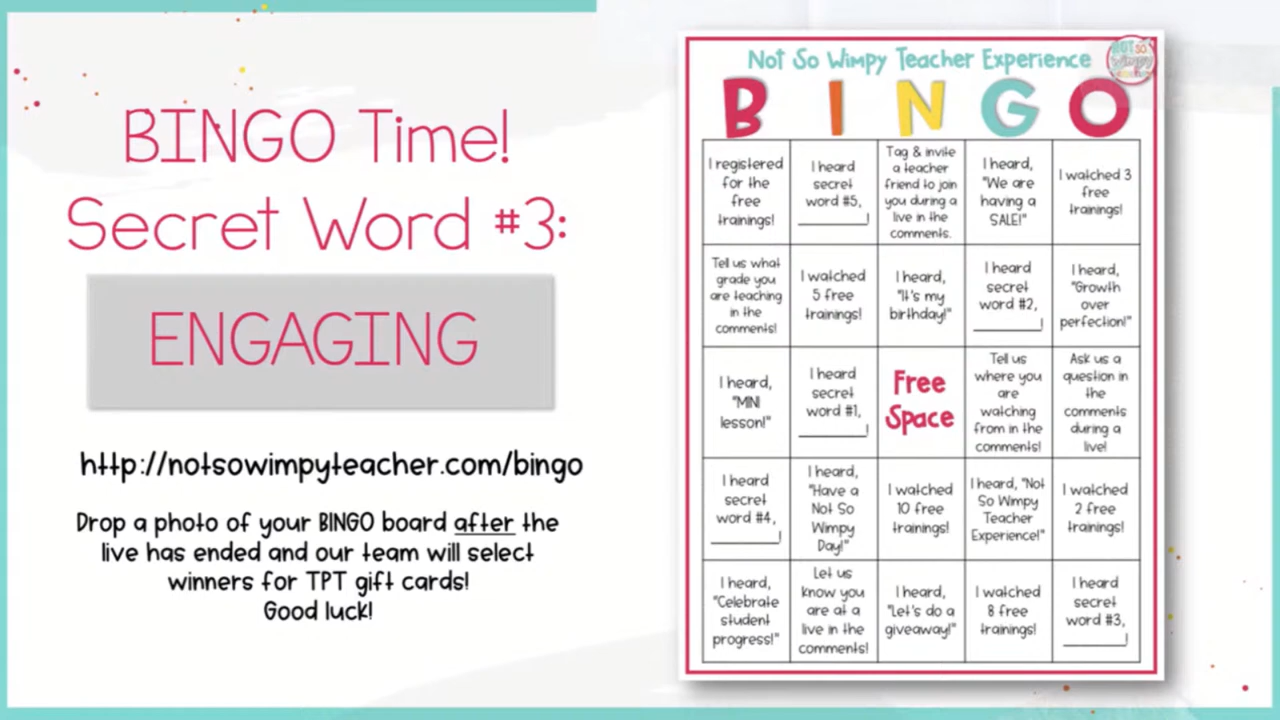 BINGO Time!
Secret Word #3:
ENGAGING
http://notsowimpyteacher.com/bingo
Drop a photo of your BINGO board after the
live has ended and our team will select
winners for TPT gift cards!
Good luck!
Not So Wimpy Teacher Experience
NOT SO
Wimpy
B I N G O
I registered
for the
free
trainings!
I heard
secret
word #5,
__________!
Tag & invite
a teacher
friend to join
you during a
live in the
comments.
I heard,
"We are
having a
SALE!"
I watched 3
free
trainings!
Tell us what
grade you
are teaching
in the
comments!
I watched
5 free
trainings!
I heard,
"It's my
birthday!"
I heard
secret
word #2,
__________!
I heard,
"Growth
over
perfection!"
I heard,
"MINI
lesson!"
I heard
secret
word #1,
__________!
Free
Space
Tell us
where you
are
watching
from in the
comments!
Ask us a
question in
the
comments
during a
live!
I heard
secret
word #4,
__________!
I heard,
"Have a
Not So
Wimpy
Day!"
I watched
10 free
trainings!
I heard, "Not
So Wimpy
Teacher
Experience!"
I watched
2 free
trainings!
I heard,
"Celebrate
student
progress!"
Let us
know you
are at a
live in the
comments!
I heard,
"Let's do a
giveaway!"
I watched
8 free
trainings!
I heard
secret
word #3,
__________!